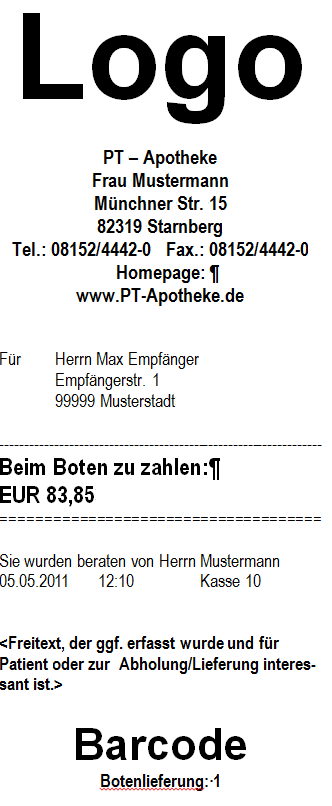 Logo
PT – Apotheke
Frau Mustermann
Münchner Str. 15
82319 Starnberg
Tel.: 08152/4442-0 Fax.: 08152/4442-0
Homepage: ¶
www.PT-Apotheke.de
Für Herrn Max Empfänger
Empfängerstr. 1
99999 Musterstadt
--------------------------------------------------------------------
Beim Boten zu zahlen:¶
EUR 83,85
====================================
Sie wurden beraten von Herrn Mustermann
05.05.2011 12:10 Kasse 10
<Freitext, der ggf. erfasst wurde und für
Patient oder zur Abholung/Lieferung interes-
sant ist.>
Barcode
Botenlieferung:·1